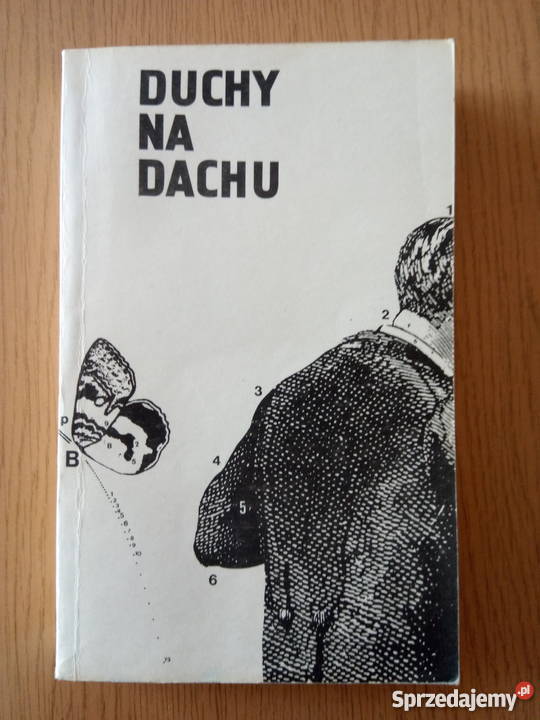 DUCHY
NA
DACHU
1
2
3
4
5
6
p
B
Sprzedajemy.pl